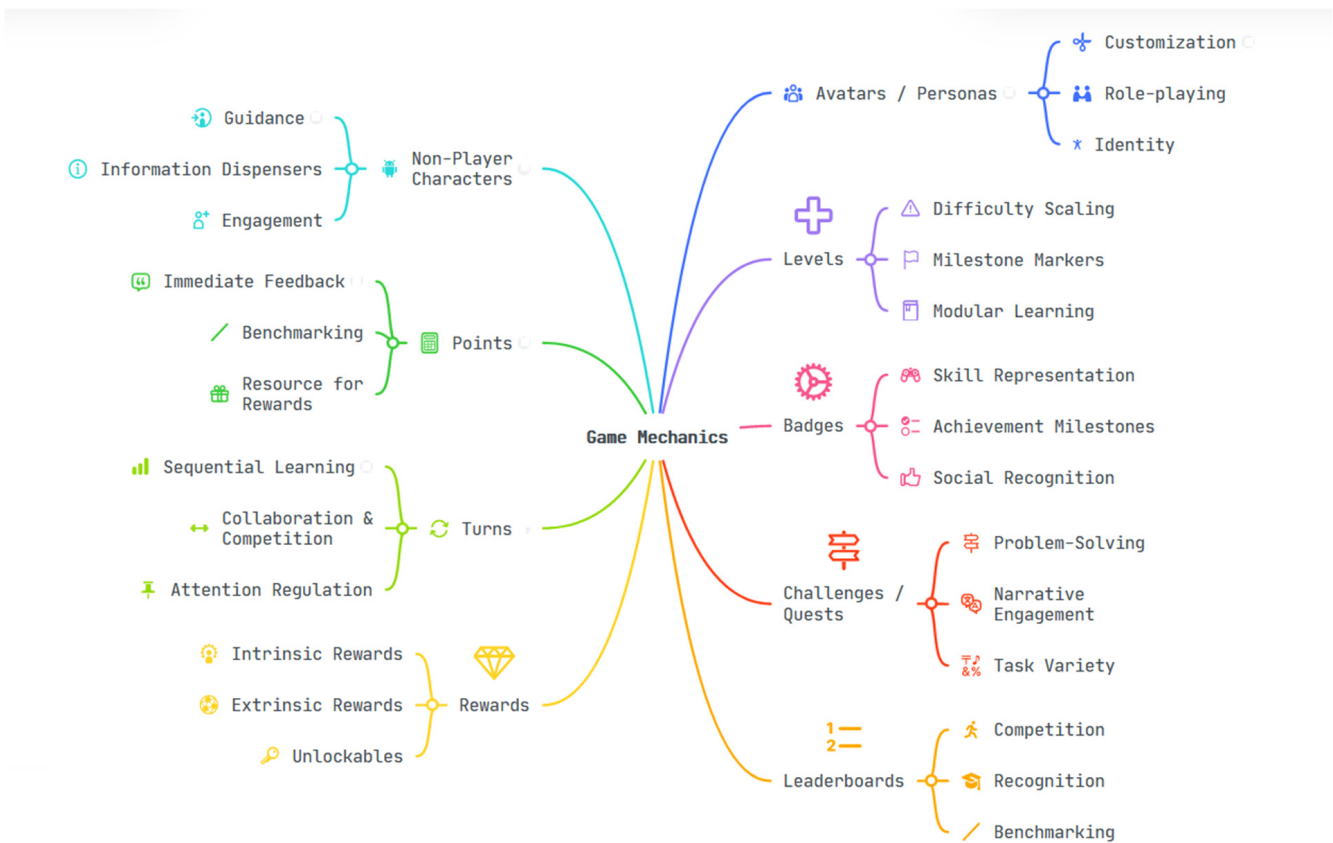 Game Mechanics
Avatars / Personas
Customization
Role-playing
Identity
Levels
Difficulty Scaling
Milestone Markers
Modular Learning
Badges
Skill Representation
Achievement Milestones
Social Recognition
Challenges /
Quests
Problem-Solving
Narrative
Engagement
Task Variety
1
2
Leaderboards
Competition
Recognition
Benchmarking
Non-Player
Characters
Guidance
Information Dispensers
Engagement
Points
Immediate Feedback
Benchmarking
Resource for
Rewards
Turns
Sequential Learning
Collaboration &
Competition
Attention Regulation
Rewards
Intrinsic Rewards
Extrinsic Rewards
Unlockables